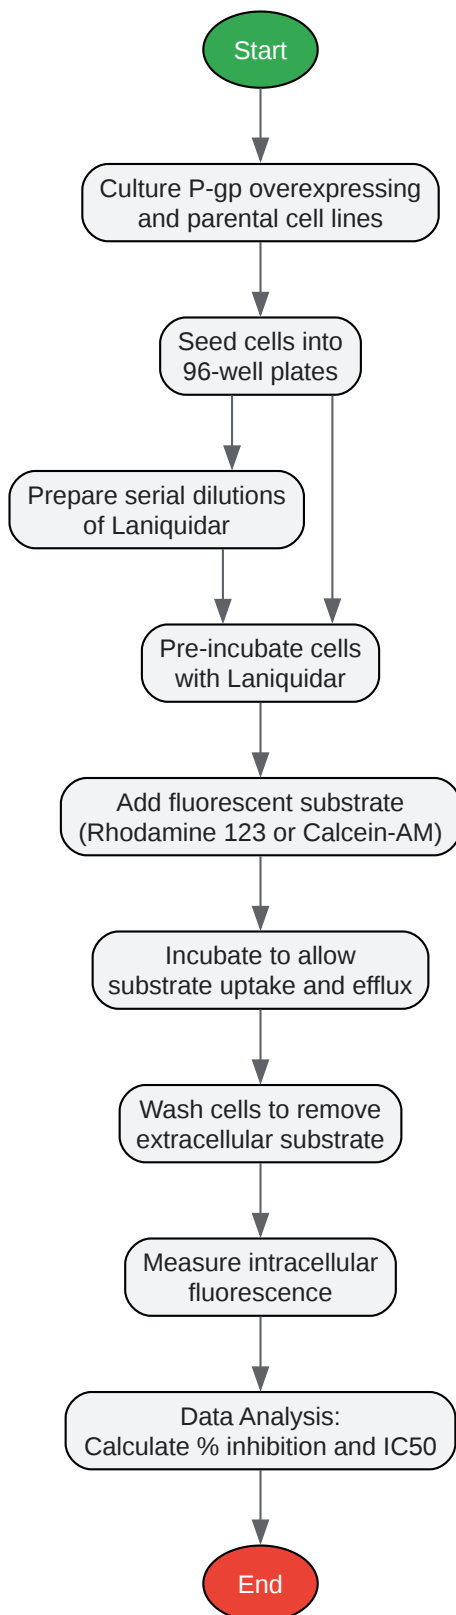 Start
Culture P-gp overexpressing
and parental cell lines
Seed cells into
96-well plates
Prepare serial dilutions
of Laniquidar
Pre-incubate cells
with Laniquidar
Add fluorescent substrate
(Rhodamine 123 or Calcein-AM)
Incubate to allow
substrate uptake and efflux
Wash cells to remove
extracellular substrate
Measure intracellular
fluorescence
Data Analysis:
Calculate % inhibition and IC50
End